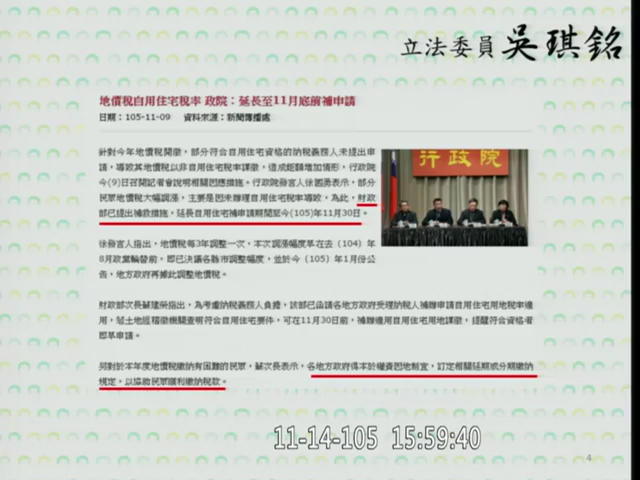 立法委員 吳琪銘
地價稅自用住宅稅率 政院：延長至11月底前補申請
日期：105-11-09 資料來源：新聞傳播處
行政院
針對今年地價稅開徵，部分符合自用住宅資格的納稅義務人未提出申
請，導致其地價稅以非自用住宅稅率課徵，造成鉅額增加情形，行政院
今(9)日召開記者會說明相關因應措施。行政院發言人徐國勇表示，部分
民眾地價稅大幅調漲，主要是因未辦理自用住宅稅率導致，為此，財政
部已提出補救措施，延長自用住宅補申請期間至今(105)年11月30日。
徐發言人指出，地價稅每3年調整一次，本次調漲幅度早在去（104）年
8月政黨輪替前，即已決議各縣市調整幅度，並於今（105）年1月份公
告，地方政府再據此調整地價稅。
財政部次長蘇建榮指出，為考慮納稅義務人負擔，該部已函請各地方政府受理納稅人補辦申請自用住宅用地稅率適
用，惟土地經稽徵機關查明符合自用住宅要件，可在11月30日前，補辦適用自用住宅用地課徵，提醒符合資格者
即早申請。
另對於本年度地價稅繳納有困難的民眾，蘇次長表示，各地方政府得本於權責因地制宜，訂定相關延期或分期繳納
規定，以協助民眾順利繳納稅款。
11-14-105 15:59:40
4